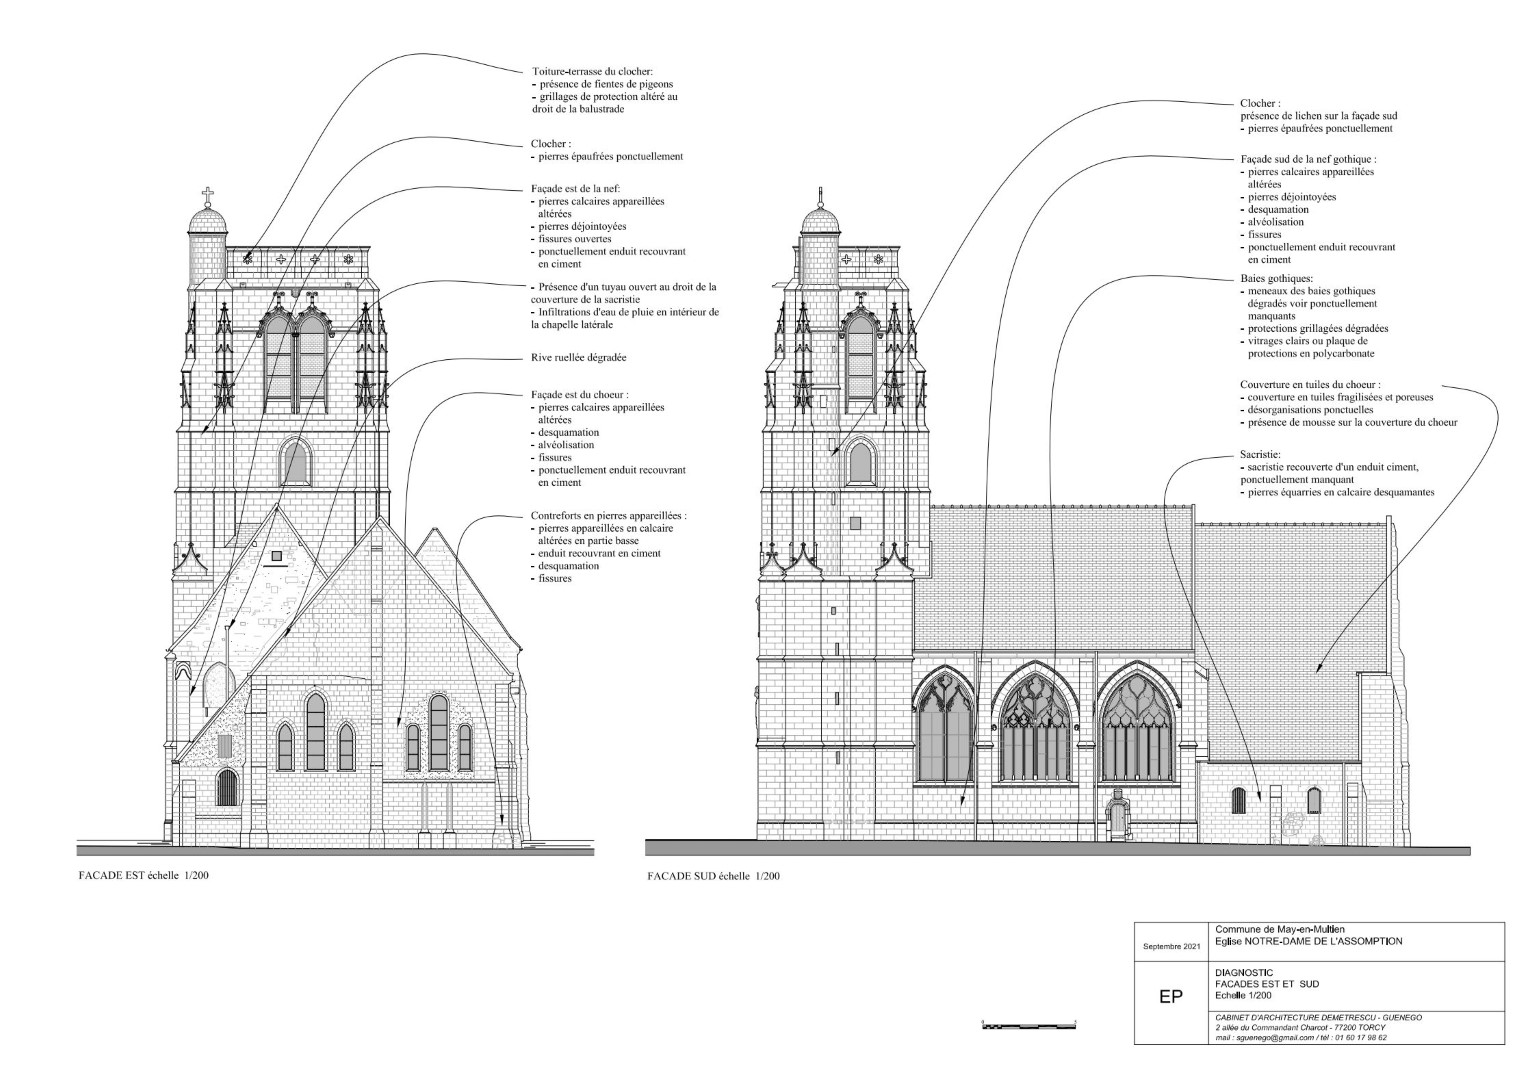 Toiture-terrasse du clocher:
- présence de fientes de pigeons
- grillages de protection altéré au
droit de la balustrade
Clocher :
- pierres épaufrées ponctuellement
Façade est de la nef:
- pierres calcaires appareillées
altérées
- pierres déjointoyées
- fissures ouvertes
- ponctuellement enduit recouvrant
en ciment
- Présence d'un tuyau ouvert au droit de la
couverture de la sacristie
- Infiltrations d'eau de pluie en intérieur de
la chapelle latérale
Rive ruellée dégradée
Façade est du choeur :
- pierres calcaires appareillées
altérées
- desquamation
- alvéolisation
- fissures
- ponctuellement enduit recouvrant
en ciment
Contreforts en pierres appareillées :
- pierres appareillées en calcaire
altérées en partie basse
- enduit recouvrant en ciment
- desquamation
- fissures
FACADE EST échelle 1/200
Clocher :
présence de lichen sur la façade sud
- pierres épaufrées ponctuellement
Façade sud de la nef gothique :
- pierres calcaires appareillées
altérées
- pierres déjointoyées
- desquamation
- alvéolisation
- fissures
- ponctuellement enduit recouvrant
en ciment
Baies gothiques:
- meneaux des baies gothiques
dégradés voir ponctuellement
manquants
- protections grillagées dégradées
- vitrages clairs ou plaque de
protections en polycarbonate
Couverture en tuiles du choeur :
- couverture en tuiles fragilisées et poreuses
- désorganisations ponctuelles
- présence de mousse sur la couverture du choeur
Sacristie:
- sacristie recouverte d'un enduit ciment,
ponctuellement manquant
- pierres équarries en calcaire desquamantes
FACADE SUD échelle 1/200
Septembre 2021
Commune de May-en-Multien
Eglise NOTRE-DAME DE L'ASSOMPTION
EP
DIAGNOSTIC
FACADES EST ET SUD
Echelle 1/200
CABINET D'ARCHITECTURE DEMETRESCU - GUENEGO
2 allée du Commandant Charcot - 77200 TORCY
mail : sguenego@gmail.com / tél : 01 60 17 98 62